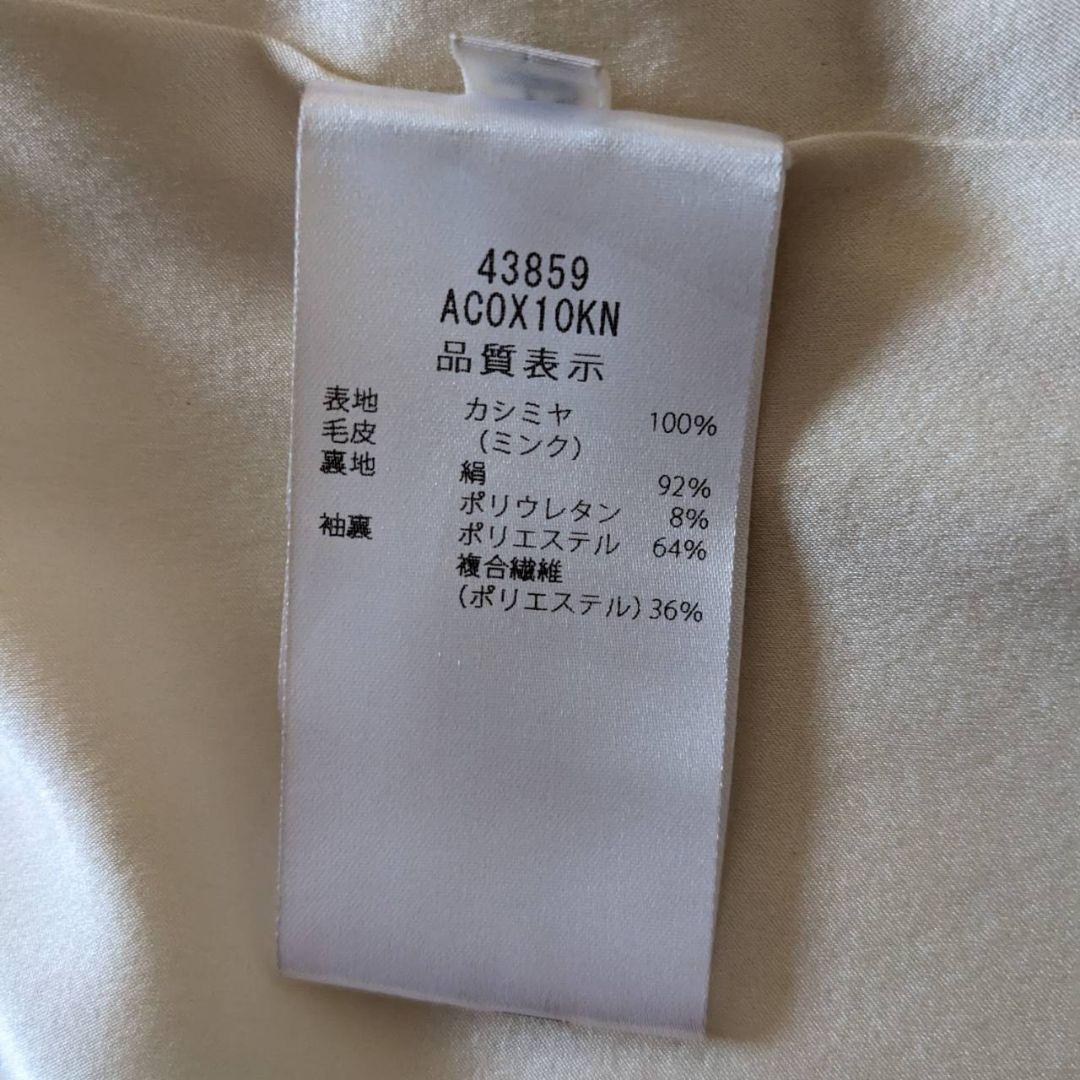 43859
ACOX10KN
品質表示
表地 カシミヤ 100%
毛皮 (ミンク)
裏地 絹 92%
ポリウレタン 8%
袖裏 ポリエステル 64%
複合繊維
(ポリエステル) 36%